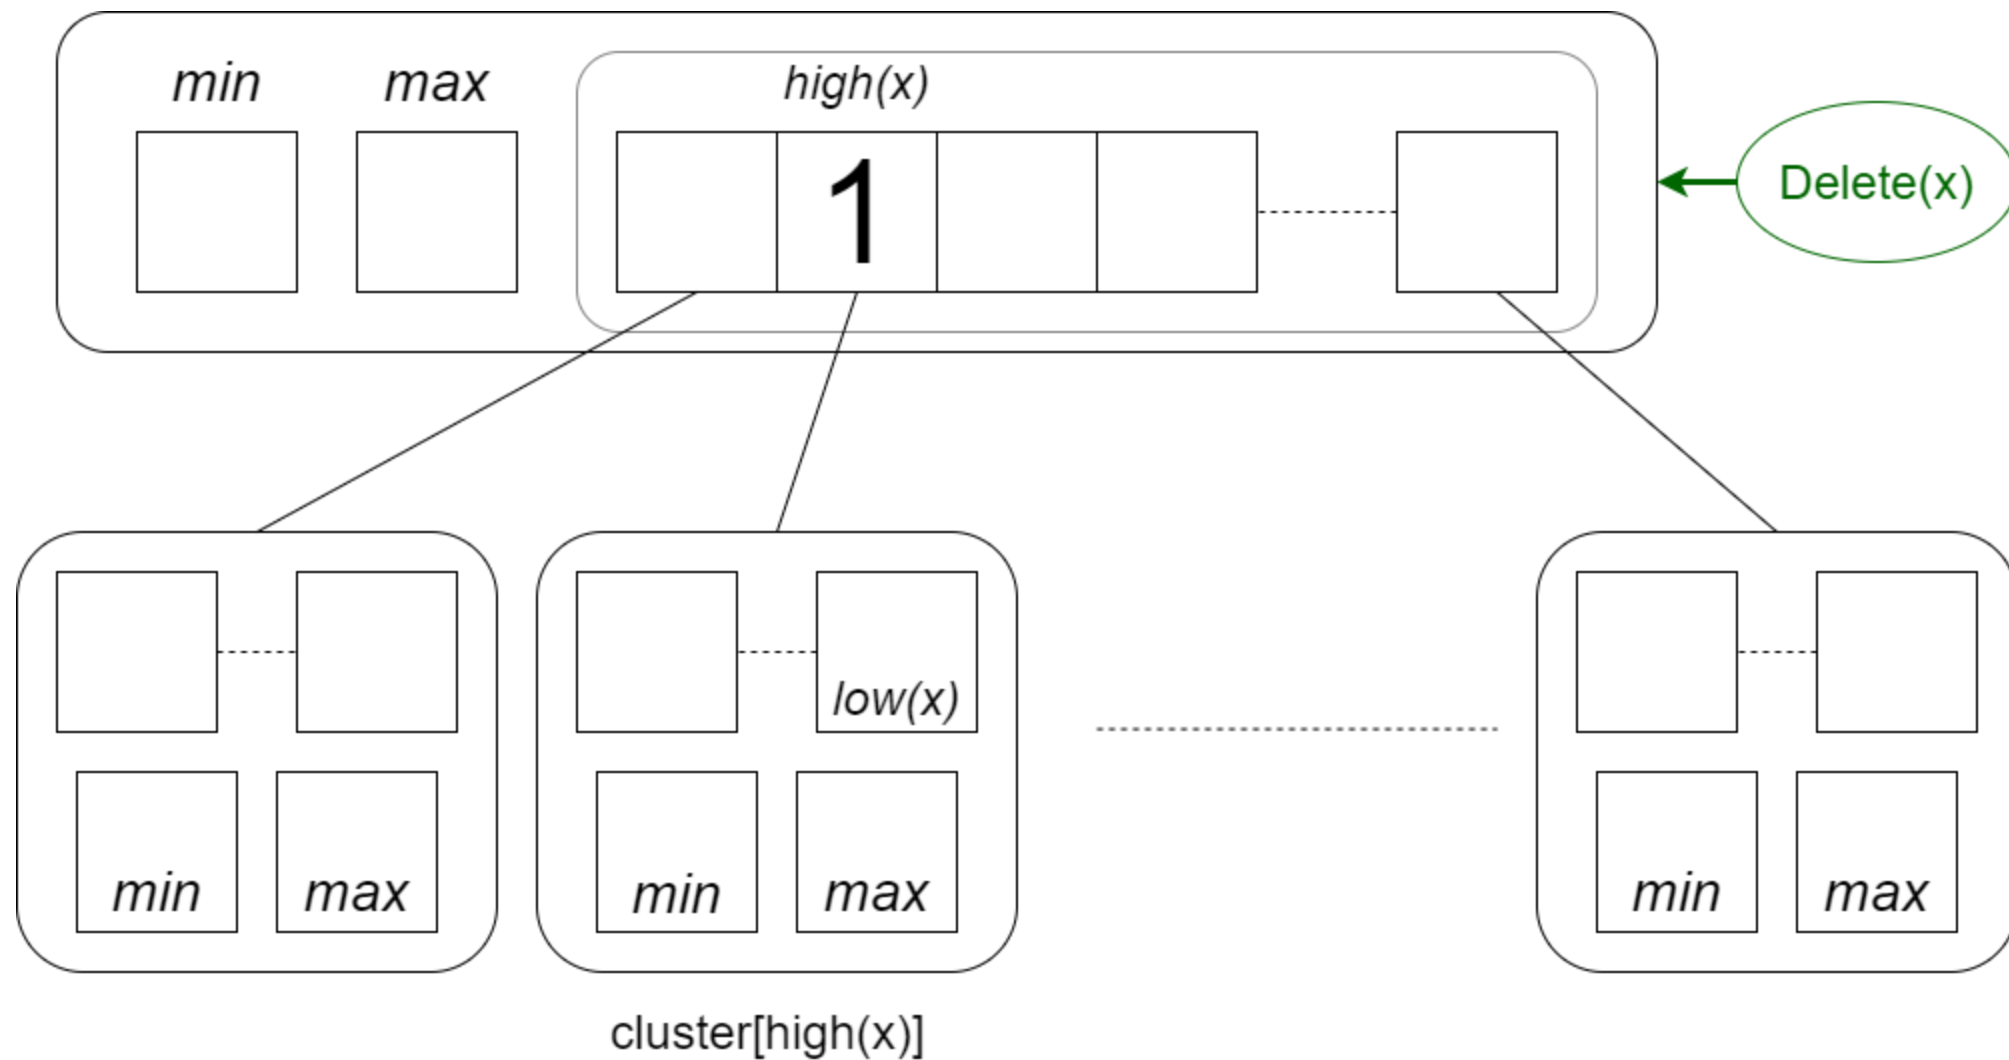 min max high(x)
1
Delete(x)
low(x)
min max min max min max
cluster[high(x)]